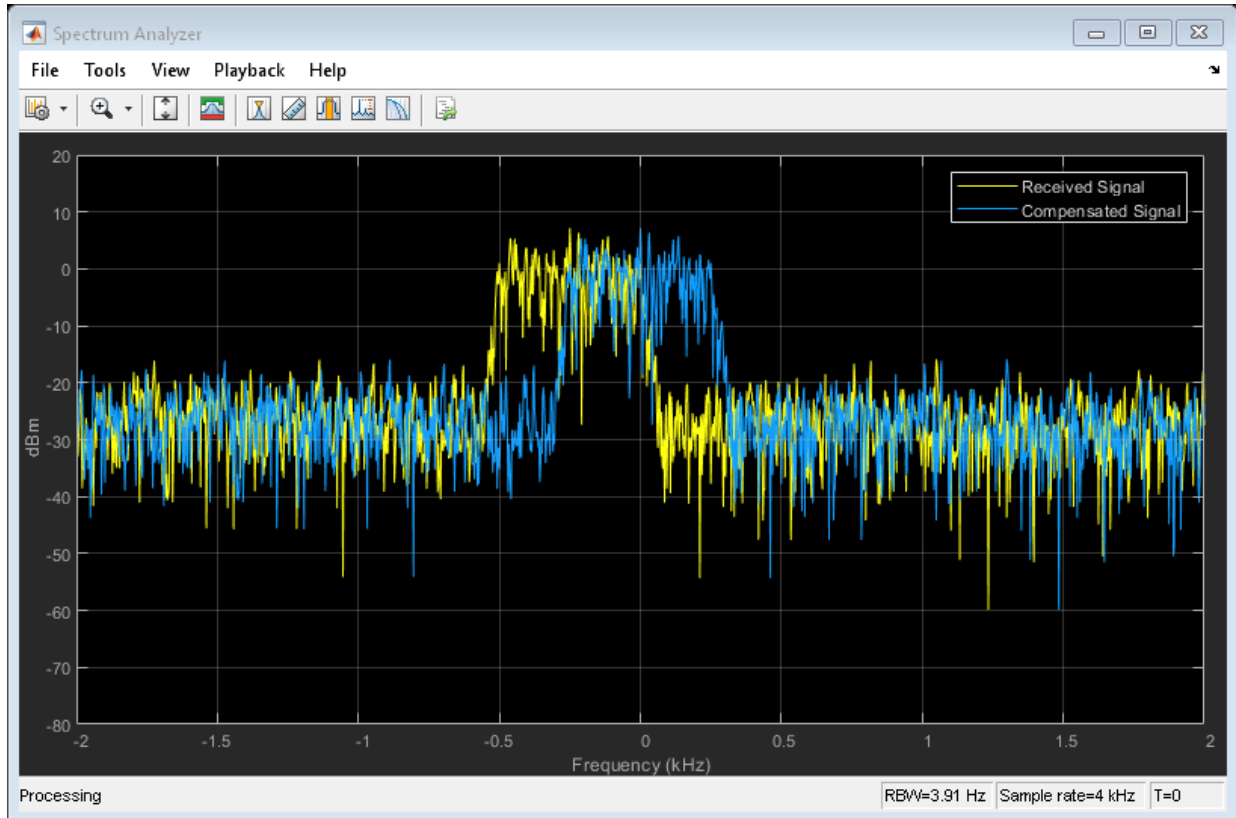 Spectrum Analyzer
File Tools View Playback Help
Received Signal
Compensated Signal
20
10
0
-10
-20
-30
-40
-50
-60
-70
-80
dBm
-2 -1.5 -1 -0.5 0 0.5 1 1.5 2
Frequency (kHz)
Processing RBW=3.91 Hz Sample rate=4 kHz T=0